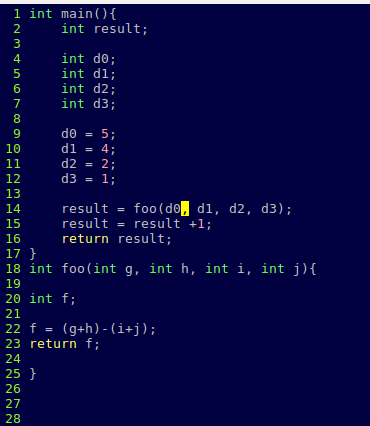 1 int main(){
2     int result;
3
4     int d0;
5     int d1;
6     int d2;
7     int d3;
8
9     d0 = 5;
10     d1 = 4;
11     d2 = 2;
12     d3 = 1;
13
14     result = foo(d0, d1, d2, d3);
15     result = result +1;
16     return result;
17 }
18 int foo(int g, int h, int i, int j){
19
20 int f;
21
22 f = (g+h)-(i+j);
23 return f;
24
25 }
26
27
28